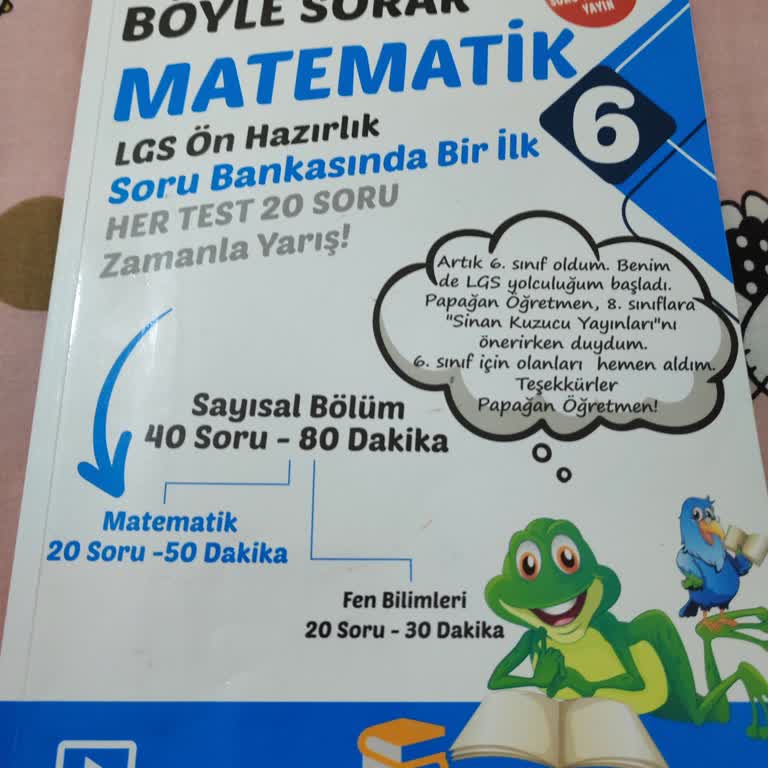 BÖYLE SORAR
YAYIN
MATEMATİK
6
LGS Ön Hazırlık
Soru Bankasında Bir İlk
HER TEST 20 SORU
Zamanla Yarış!
Artık 6. sınıf oldum. Benim
de LGS yolculuğum başladı.
Papağan Öğretmen, 8. sınıflara
"Sinan Kuzucu Yayınları"nı
önerirken duydum.
6. sınıf için olanları hemen aldım.
Teşekkürler
Papağan Öğretmen!
Sayısal Bölüm
40 Soru - 80 Dakika
Matematik
20 Soru -50 Dakika
Fen Bilimleri
20 Soru - 30 Dakika